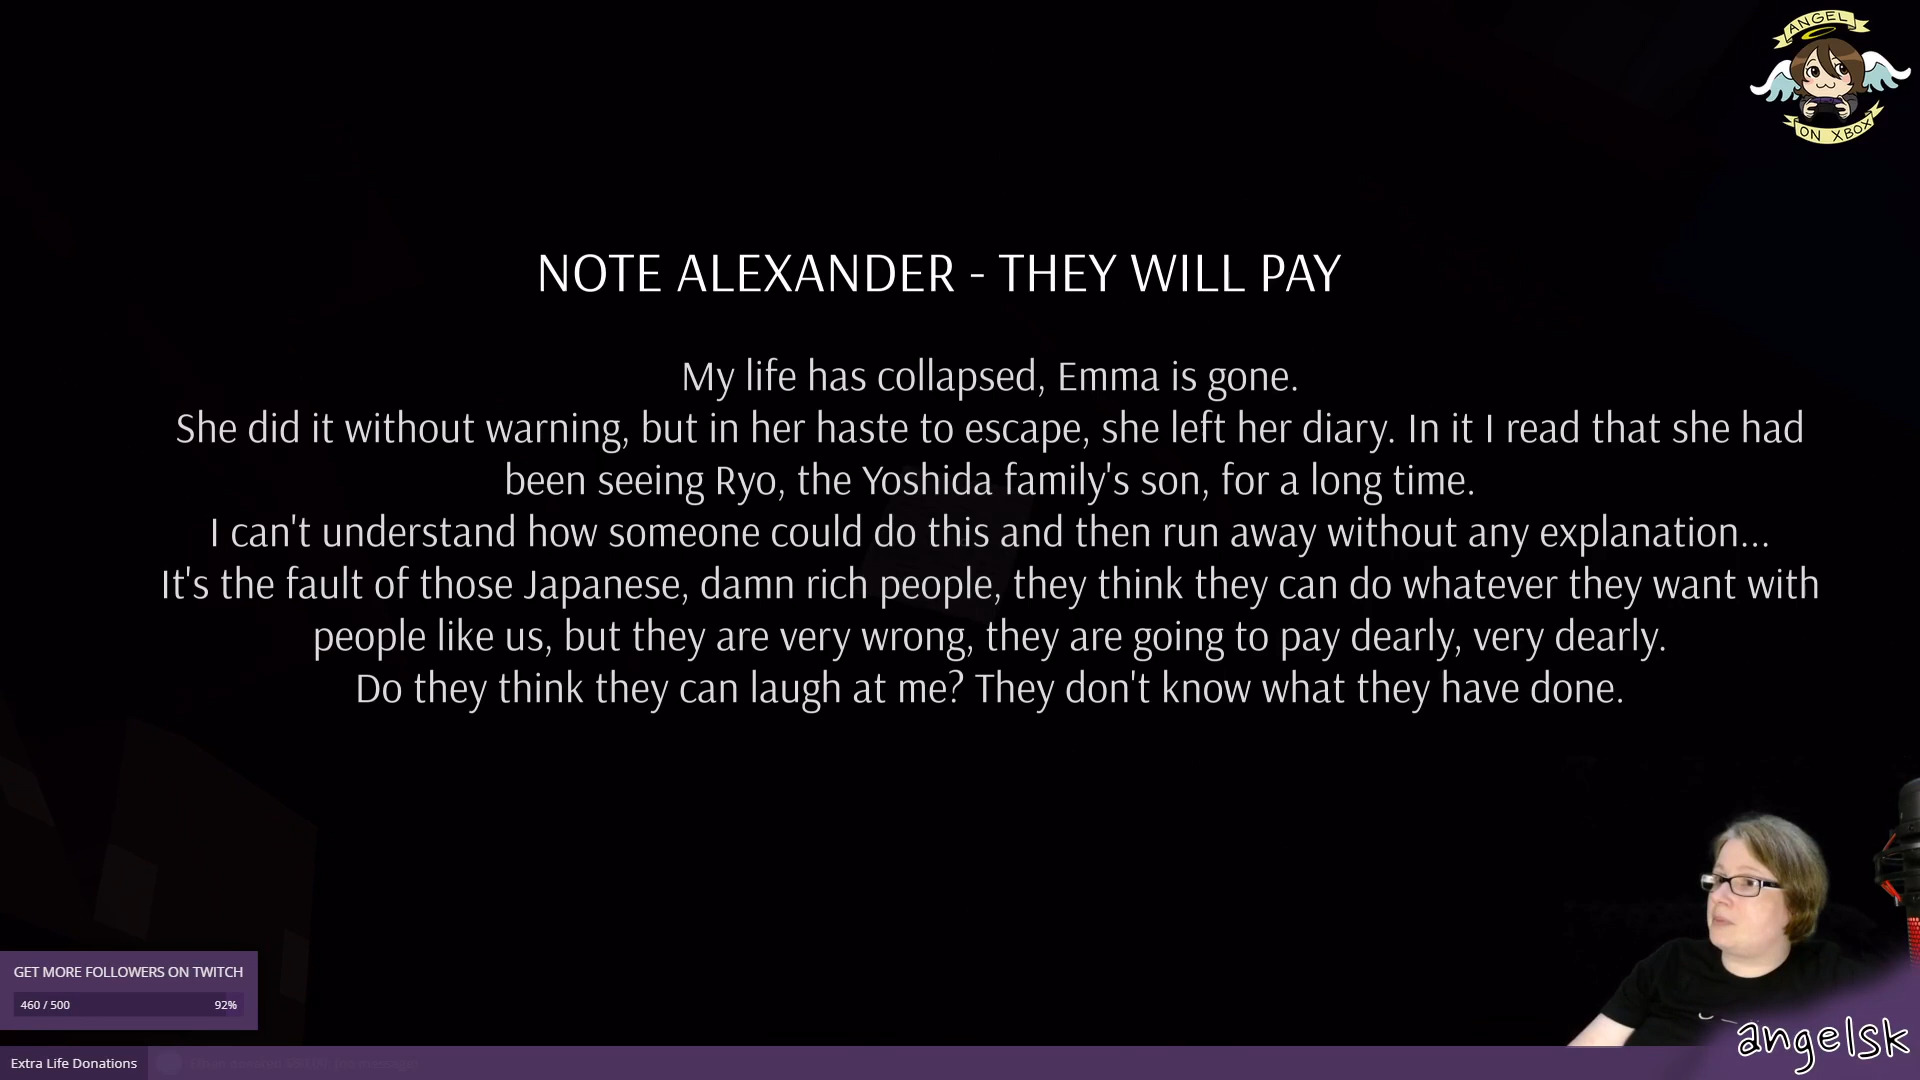 ANGEL
ON XBOX
NOTE ALEXANDER - THEY WILL PAY
My life has collapsed, Emma is gone.
She did it without warning, but in her haste to escape, she left her diary. In it I read that she had
been seeing Ryo, the Yoshida family's son, for a long time.
I can't understand how someone could do this and then run away without any explanation...
It's the fault of those Japanese, damn rich people, they think they can do whatever they want with
people like us, but they are very wrong, they are going to pay dearly, very dearly.
Do they think they can laugh at me? They don't know what they have done.
GET MORE FOLLOWERS ON TWITCH
460 / 500 92%
Extra Life Donations
angelsk